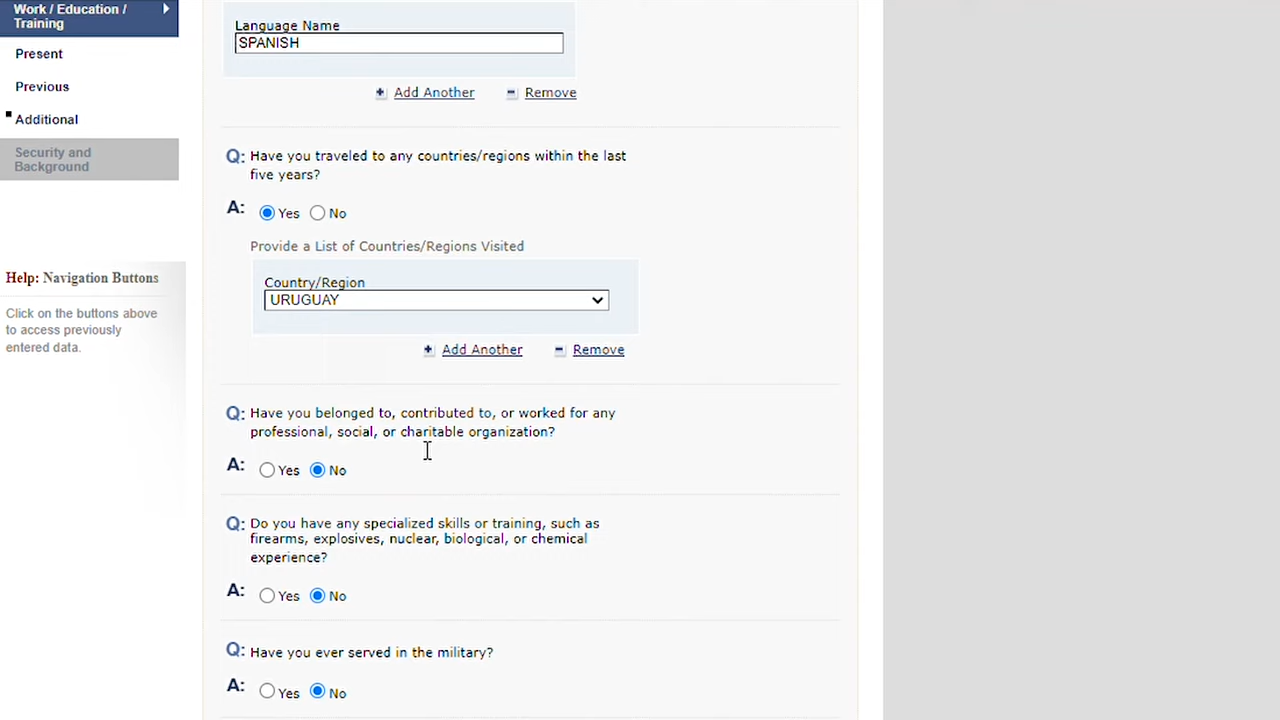 Work / Education /
Training
Present
Previous
Additional
Security and
Background
Help: Navigation Buttons
Click on the buttons above
to access previously
entered data.
Language Name
SPANISH
Add Another
Remove
Q: Have you traveled to any countries/regions within the last
five years?
A: Yes No
Provide a List of Countries/Regions Visited
Country/Region
URUGUAY
Add Another
Remove
Q: Have you belonged to, contributed to, or worked for any
professional, social, or charitable organization?
A: Yes No
Q: Do you have any specialized skills or training, such as
firearms, explosives, nuclear, biological, or chemical
experience?
A: Yes No
Q: Have you ever served in the military?
A: Yes No